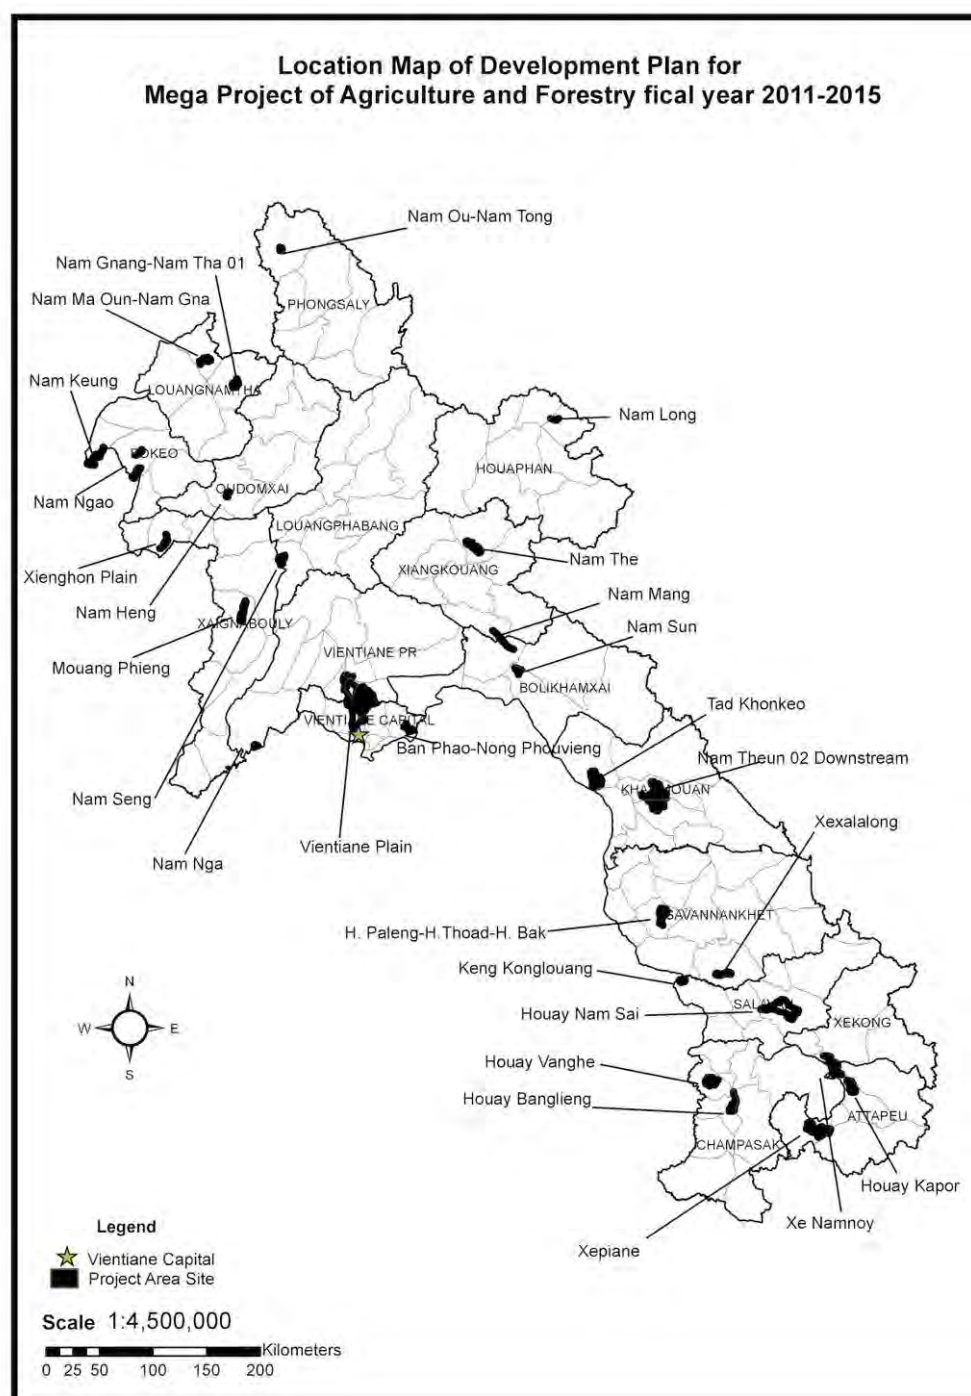 Location Map of Development Plan for
Mega Project of Agriculture and Forestry fical year 2011-2015
Nam Ou-Nam Tong
Nam Gnang-Nam Tha 01
Nam Ma Oun-Nam Gna
PHONGSALY
Nam Keung
LOUANGNAMTHA
Nam Long
BOKEO
HOUAPHAN
OUDOMXAI
Nam Ngao
LOUANGPHABANG
Nam The
XIANGKOUANG
Xienghon Plain
Nam Mang
Nam Heng
XAIGNABOULY
Nam Sun
VIENTIANE PR
Mouang Phieng
BOLIKHAMXAI
Tad Khonkeo
VIENTIANE CAPITAL
Ban Phao-Nong Phouvieng
Nam Theun 02 Downstream
KHAMMOUAN
Nam Seng
Xexalalong
Vientiane Plain
Nam Nga
SAVANNANKHET
H. Paleng-H.Thoad-H. Bak
Keng Konglouang
N
W E
S
SALAVAN
Houay Nam Sai
XEKONG
Houay Vanghe
Houay Banglieng
ATTAPEU
CHAMPASAK
Houay Kapor
Xe Namnoy
Xepiane
Legend
Vientiane Capital
Project Area Site
Scale 1:4,500,000
Kilometers
0 25 50 100 150 200